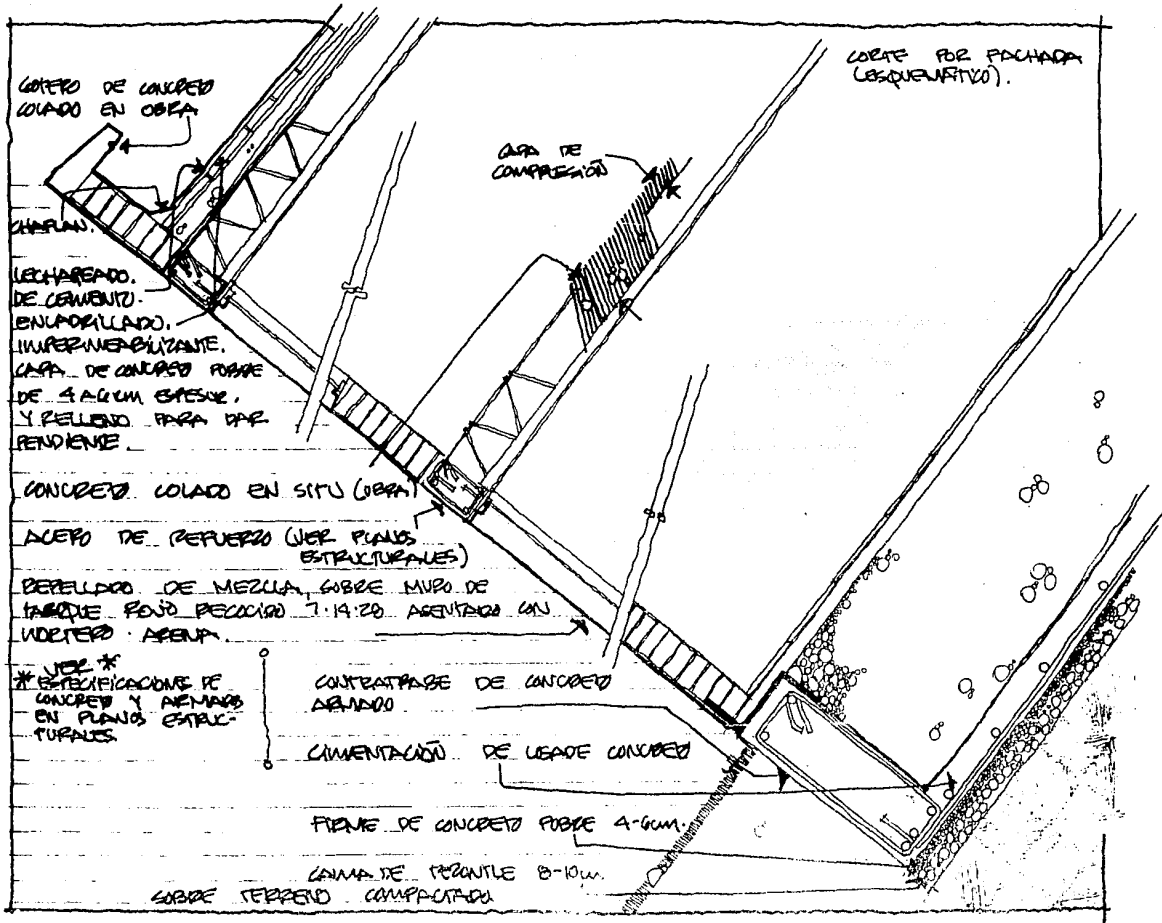 CORTE POR FACHADA
(ESQUEMÁTICO).
GOTERO DE CONCRETO
COLADO EN OBRA
CAPA DE
COMPRESIÓN
CHAFLAN.
LECHAREADO.
DE CEMENTO.
ENLADRILLADO.
IMPERMEABILIZANTE.
CAPA DE CONCRETO POBRE
DE 4 A 6 CM ESPESOR.
Y RELLENO PARA DAR
PENDIENTE.
CONCRETO COLADO EN SITU (OBRA)
ACERO DE REFUERZO (VER PLANOS
ESTRUCTURALES)
REPELLADO DE MEZCLA, SOBRE MURO DE
TABIQUE ROJO RECOCIDO 7.14.28 ASENTADO CON
MORTERO - ARENA.
VER *
* ESPECIFICACIONES DE
CONCRETO Y ARMADO
EN PLANOS ESTRUC-
TURALES
CONTRATRABE DE CONCRETO
ARMADO
CIMENTACIÓN DE LOSA DE CONCRETO
FIRME DE CONCRETO POBRE 4-6CM.
CAMA DE TEZONTLE 8-10CM.
SOBRE TERRENO COMPACTADO